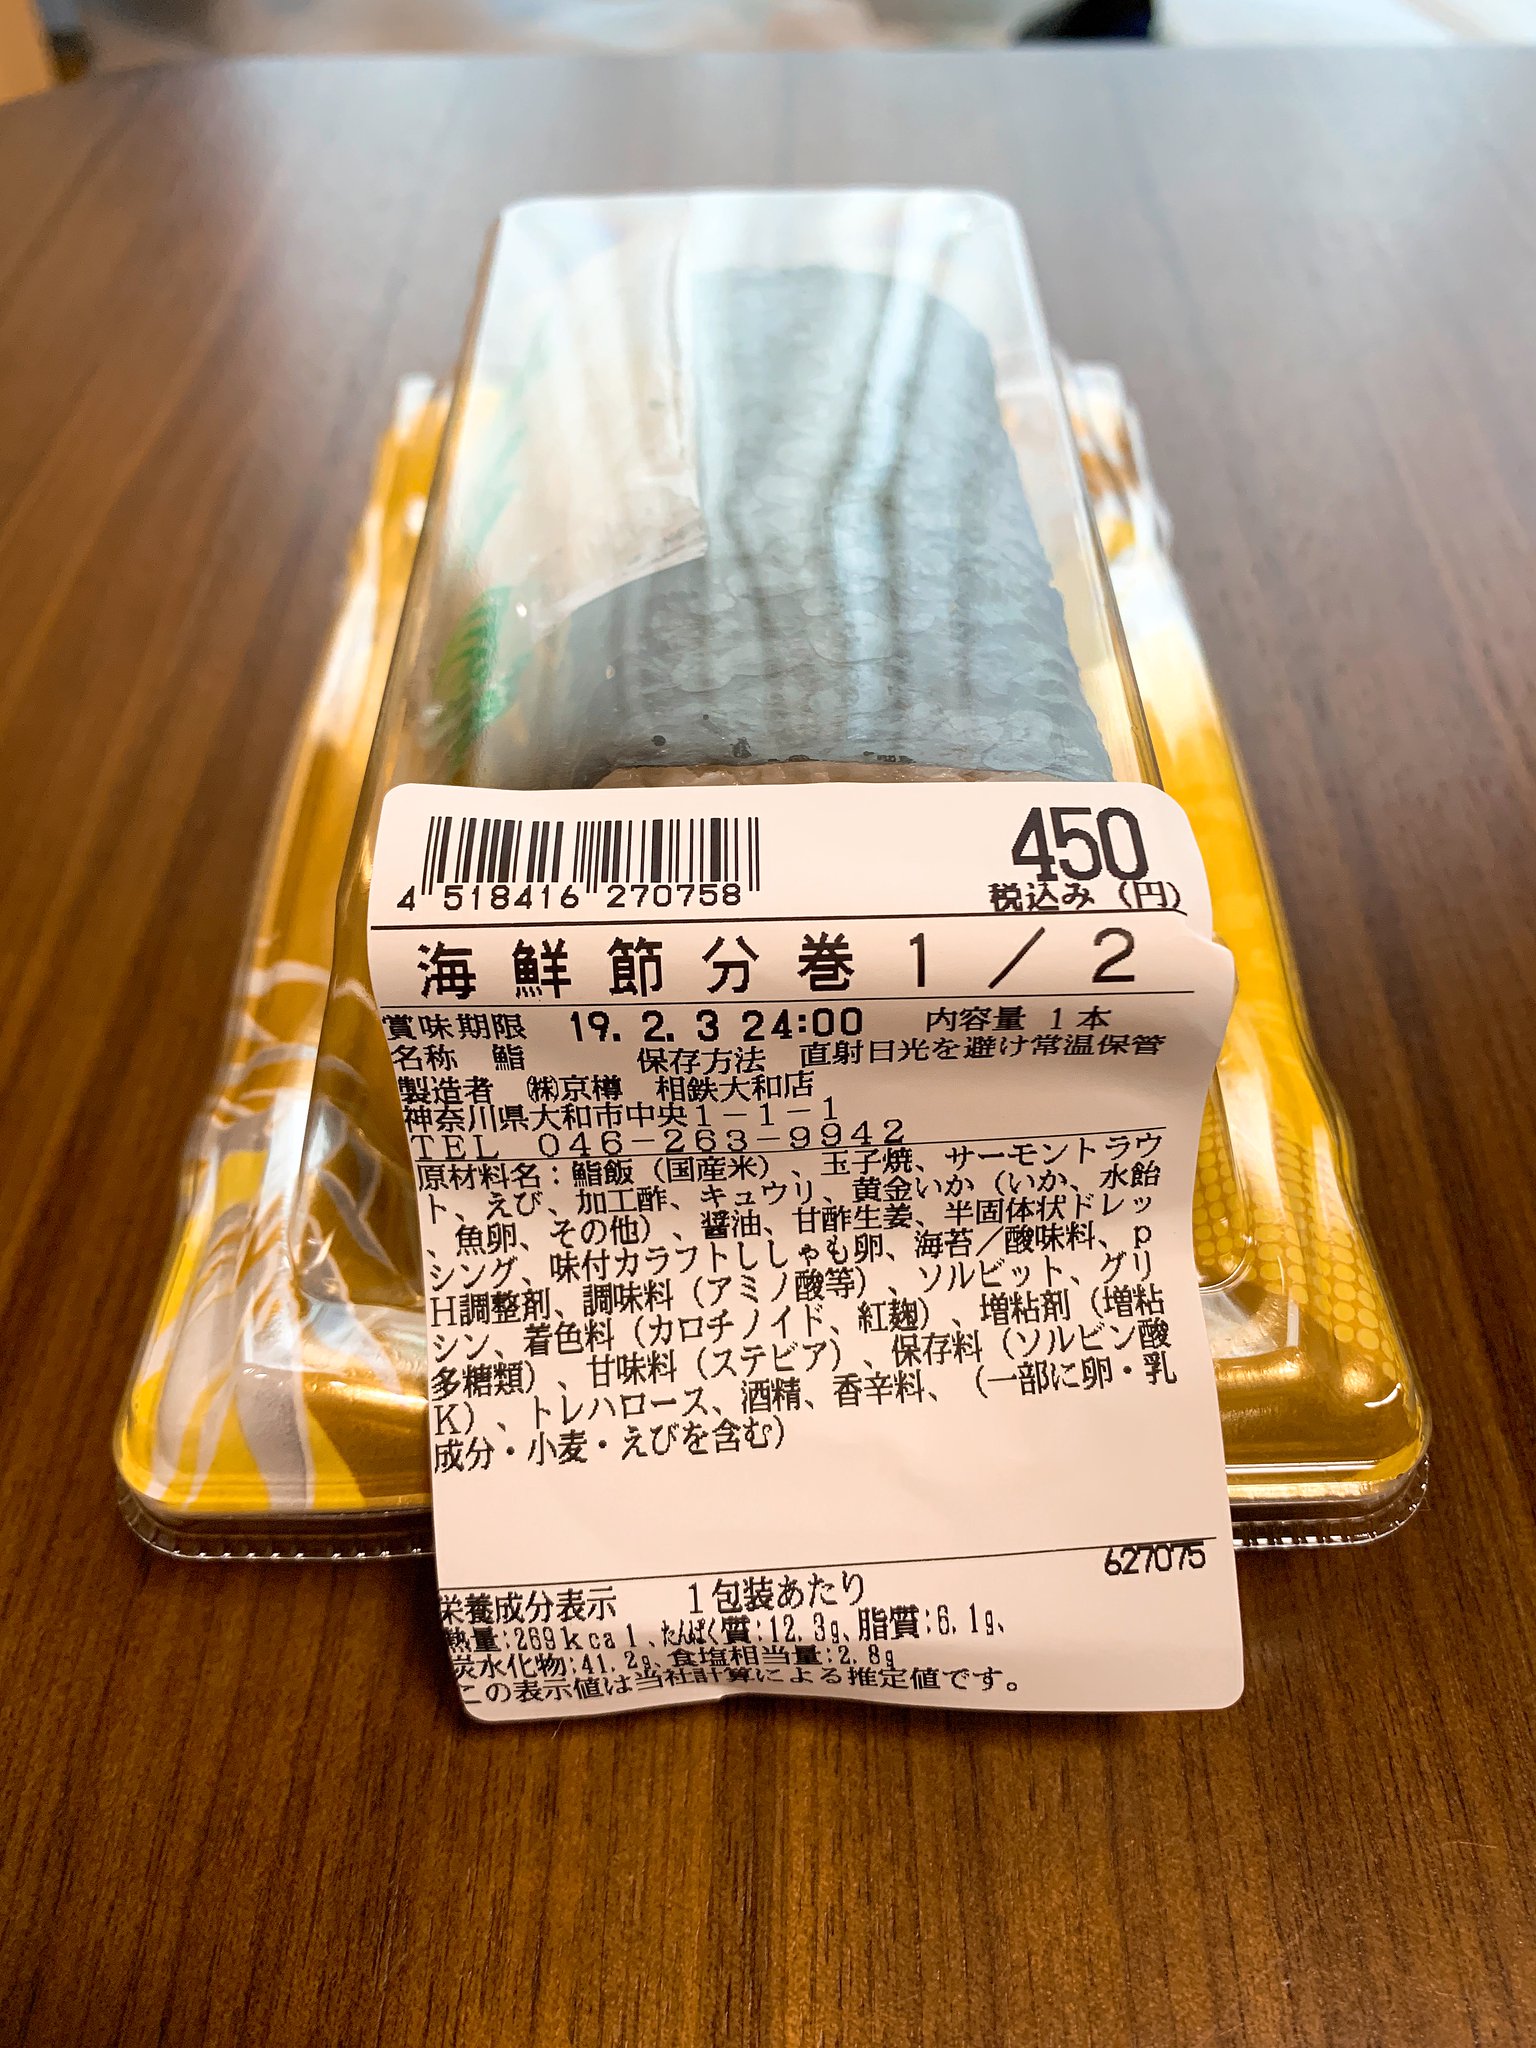 4 518416 270758
450
税込み (円)
海鮮節分巻1/2
賞味期限 19. 2. 3 24:00 内容量 1本
名称 鮨 保存方法 直射日光を避け常温保管
製造者 ㈱京樽 相鉄大和店
神奈川県大和市中央1-1-1
TEL 046-263-9942
原材料名:鮨飯(国産米)、玉子焼、サーモントラウ
ト、えび、加工酢、キュウリ、黄金いか(いか、水飴
、魚卵、その他)、醤油、甘酢生姜、半固体状ドレッ
シング、味付カラフトししゃも卵、海苔/酸味料、p
H調整剤、調味料(アミノ酸等)、ソルビット、グリ
シン、着色料(カロチノイド、紅麹)、増粘剤(増粘
多糖類)、甘味料(ステビア)、保存料(ソルビン酸
K)、トレハロース、酒精、香辛料、(一部に卵・乳
成分・小麦・えびを含む)
627075
栄養成分表示 1包装あたり
熱量:269kcal、たんぱく質:12.3g、脂質:6.1g、
炭水化物:41.2g、食塩相当量:2.8g
この表示値は当社計算による推定値です。